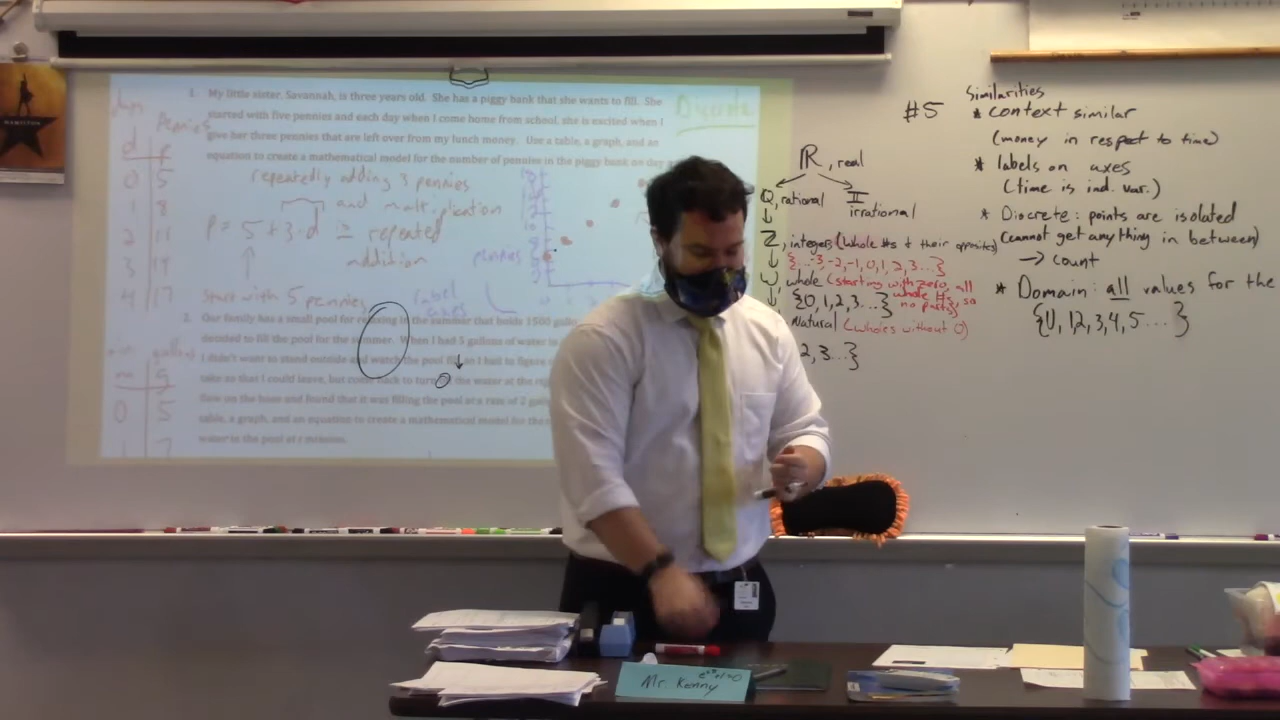 HAMILTON
1. My little sister, Savannah, is three years old. She has a piggy bank that she wants to fill. She
started with five pennies and each day when I come home from school, she is excited when I
give her three pennies that are left over from my lunch money. Use a table, a graph, and an
equation to create a mathematical model for the number of pennies in the piggy bank on day
Discrete
days
Pennies
d p
0 5
1 8
2 11
3 14
4 17
repeatedly adding 3 pennies
and multiplication
p = 5 + 3·d ≅ repeated
addition
start with 5 pennies
pennies
label
axes
2. Our family has a small pool for relaxing in the summer that holds 1500
decided to fill the pool for the summer. When I had 5 gallons of water in
I didn't want to stand outside and watch the pool fill, so I had to figure
take so that I could leave, but come back to turn the water at the
flow on the hose and found that it was filling the pool at a rate of 2
table, a graph, and an equation to create a mathematical model for the
water in the pool at t minutes.
0 5
1 7
ℝ, real
Q, rational
II
irrational
Z, integers (whole #s & their opposites)
{...-3,-2,-1,0,1,2,3...}
W, whole (starting with zero, all
whole #s, so
no parts)
{0,1,2,3...}
Natural (wholes without 0)
2,3...}
#5
Similarities
* context similar
(money in respect to time)
* labels on axes
(time is ind. var.)
* Discrete: points are isolated
(cannot get anything in between)
→ count
* Domain: all values for the
{0, 1,2,3,4,5....}
Mr. Kenny